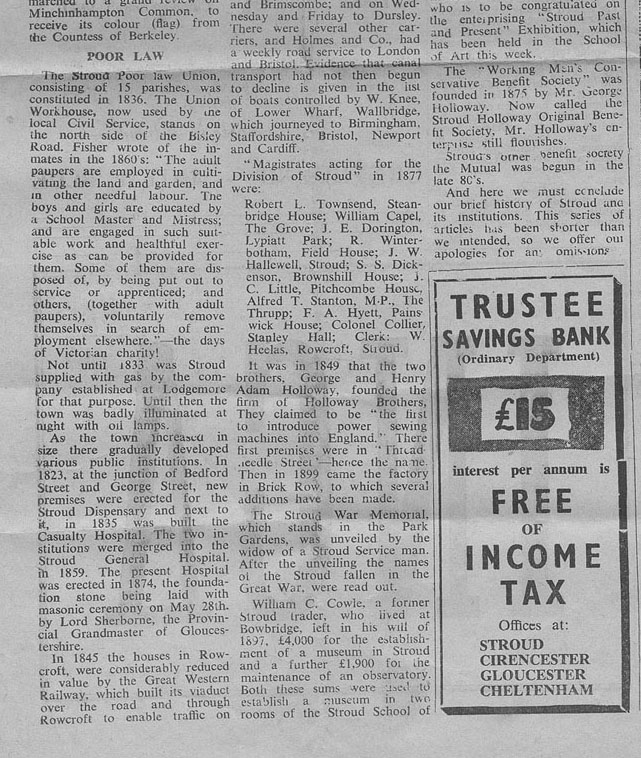 marched to a grand review on
Minchinhampton Common, to
receive its colour (flag) from
the Countess of Berkeley.
POOR LAW
The Stroud Poor law Union,
consisting of 15 parishes, was
constituted in 1836. The Union
Workhouse, now used by the
local Civil Service, stands on
the north side of the Bisley
Road. Fisher wrote of the in-
mates in the 1860's: "The adult
paupers are employed in culti-
vating the land and garden, and
in other needful labour. The
boys and girls are educated by
a School Master and Mistress;
and are engaged in such suit-
able work and healthful exer-
cise as can be provided for
them. Some of them are dis-
posed of, by being put out to
service or apprenticed; and
others, (together with adult
paupers), voluntarily remove
themselves in search of em-
ployment elsewhere."—the days
of Victorian charity!
Not until 1833 was Stroud
supplied with gas by the com-
pany established at Lodgemore
for that purpose. Until then the
town was badly illuminated at
night with oil lamps.
As the town increased in
size there gradually developed
various public institutions. In
1823, at the junction of Bedford
Street and George Street, new
premises were erected for the
Stroud Dispensary and next to
it, in 1835 was built the
Casualty Hospital. The two in-
stitutions were merged into the
Stroud General Hospital,
in 1859. The present Hospital
was erected in 1874, the founda-
tion stone being laid with
masonic ceremony on May 28th.
by Lord Sherborne, the Provin-
cial Grandmaster of Glouces-
tershire.
In 1845 the houses in Row-
croft, were considerably reduced
in value by the Great Western
Railway, which built its viaduct
over the road and through
Rowcroft to enable traffic on
and Brimscombe; and on Wed-
nesday and Friday to Dursley.
There were several other car-
riers, and Holmes and Co., had
a weekly road service to London
and Bristol. Evidence that canal
transport had not then begun
to decline is given in the list
of boats controlled by W. Knee,
of Lower Wharf, Wallbridge,
which journeyed to Birmingham,
Staffordshire, Bristol, Newport
and Cardiff.
"Magistrates acting for the
Division of Stroud" in 1877
were:
Robert L. Townsend, Stean-
bridge House; William Capel,
The Grove; J. E. Dorington,
Lypiatt Park; R. Winter-
botham, Field House; J. W.
Hallewell, Stroud; S. S. Dick-
enson, Brownshill House; J.
C. Little, Pitchcombe House,
Alfred T. Stanton, M.P., The
Thrupp; F. A. Hyett, Pains-
wick House; Colonel Collier,
Stanley Hall; Clerk: W.
Heelas, Rowcroft, Stroud.
It was in 1849 that the two
brothers, George and Henry
Adam Holloway, founded the
firm of Holloway Brothers,
They claimed to be "the first
to introduce power sewing
machines into England." There
first premises were in "Thread-
needle Street"—hence the name.
Then in 1899 came the factory
in Brick Row, to which several
additions have been made.
The Stroud War Memorial,
which stands in the Park
Gardens, was unveiled by the
widow of a Stroud Service man.
After the unveiling the names
of the Stroud fallen in the
Great War, were read out.
William C. Cowle, a former
Stroud trader, who lived at
Bowbridge, left in his will of
1897, £4,000 for the establish-
ment of a museum in Stroud
and a further £1,900 for the
maintenance of an observatory.
Both these sums were used to
establish a museum in two
rooms of the Stroud School of
who is to be congratulated on
the enterprising "Stroud Past
and Present" Exhibition, which
has been held in the School
of Art this week.
The "Working Men's Con-
servative Benefit Society" was
founded in 1875 by Mr. George
Holloway. Now called the
Stroud Holloway Original Bene-
fit Society, Mr. Holloway's en-
terprise still flourishes.
Stroud's other benefit society
the Mutual was begun in the
late 80's.
And here we must conclude
our brief history of Stroud and
its institutions. This series of
articles has been shorter than
we intended, so we offer out
apologies for any omissions
TRUSTEE
SAVINGS BANK
(Ordinary Department)
£15
interest per annum is
FREE
OF
INCOME
TAX
Offices at:
STROUD
CIRENCESTER
GLOUCESTER
CHELTENHAM